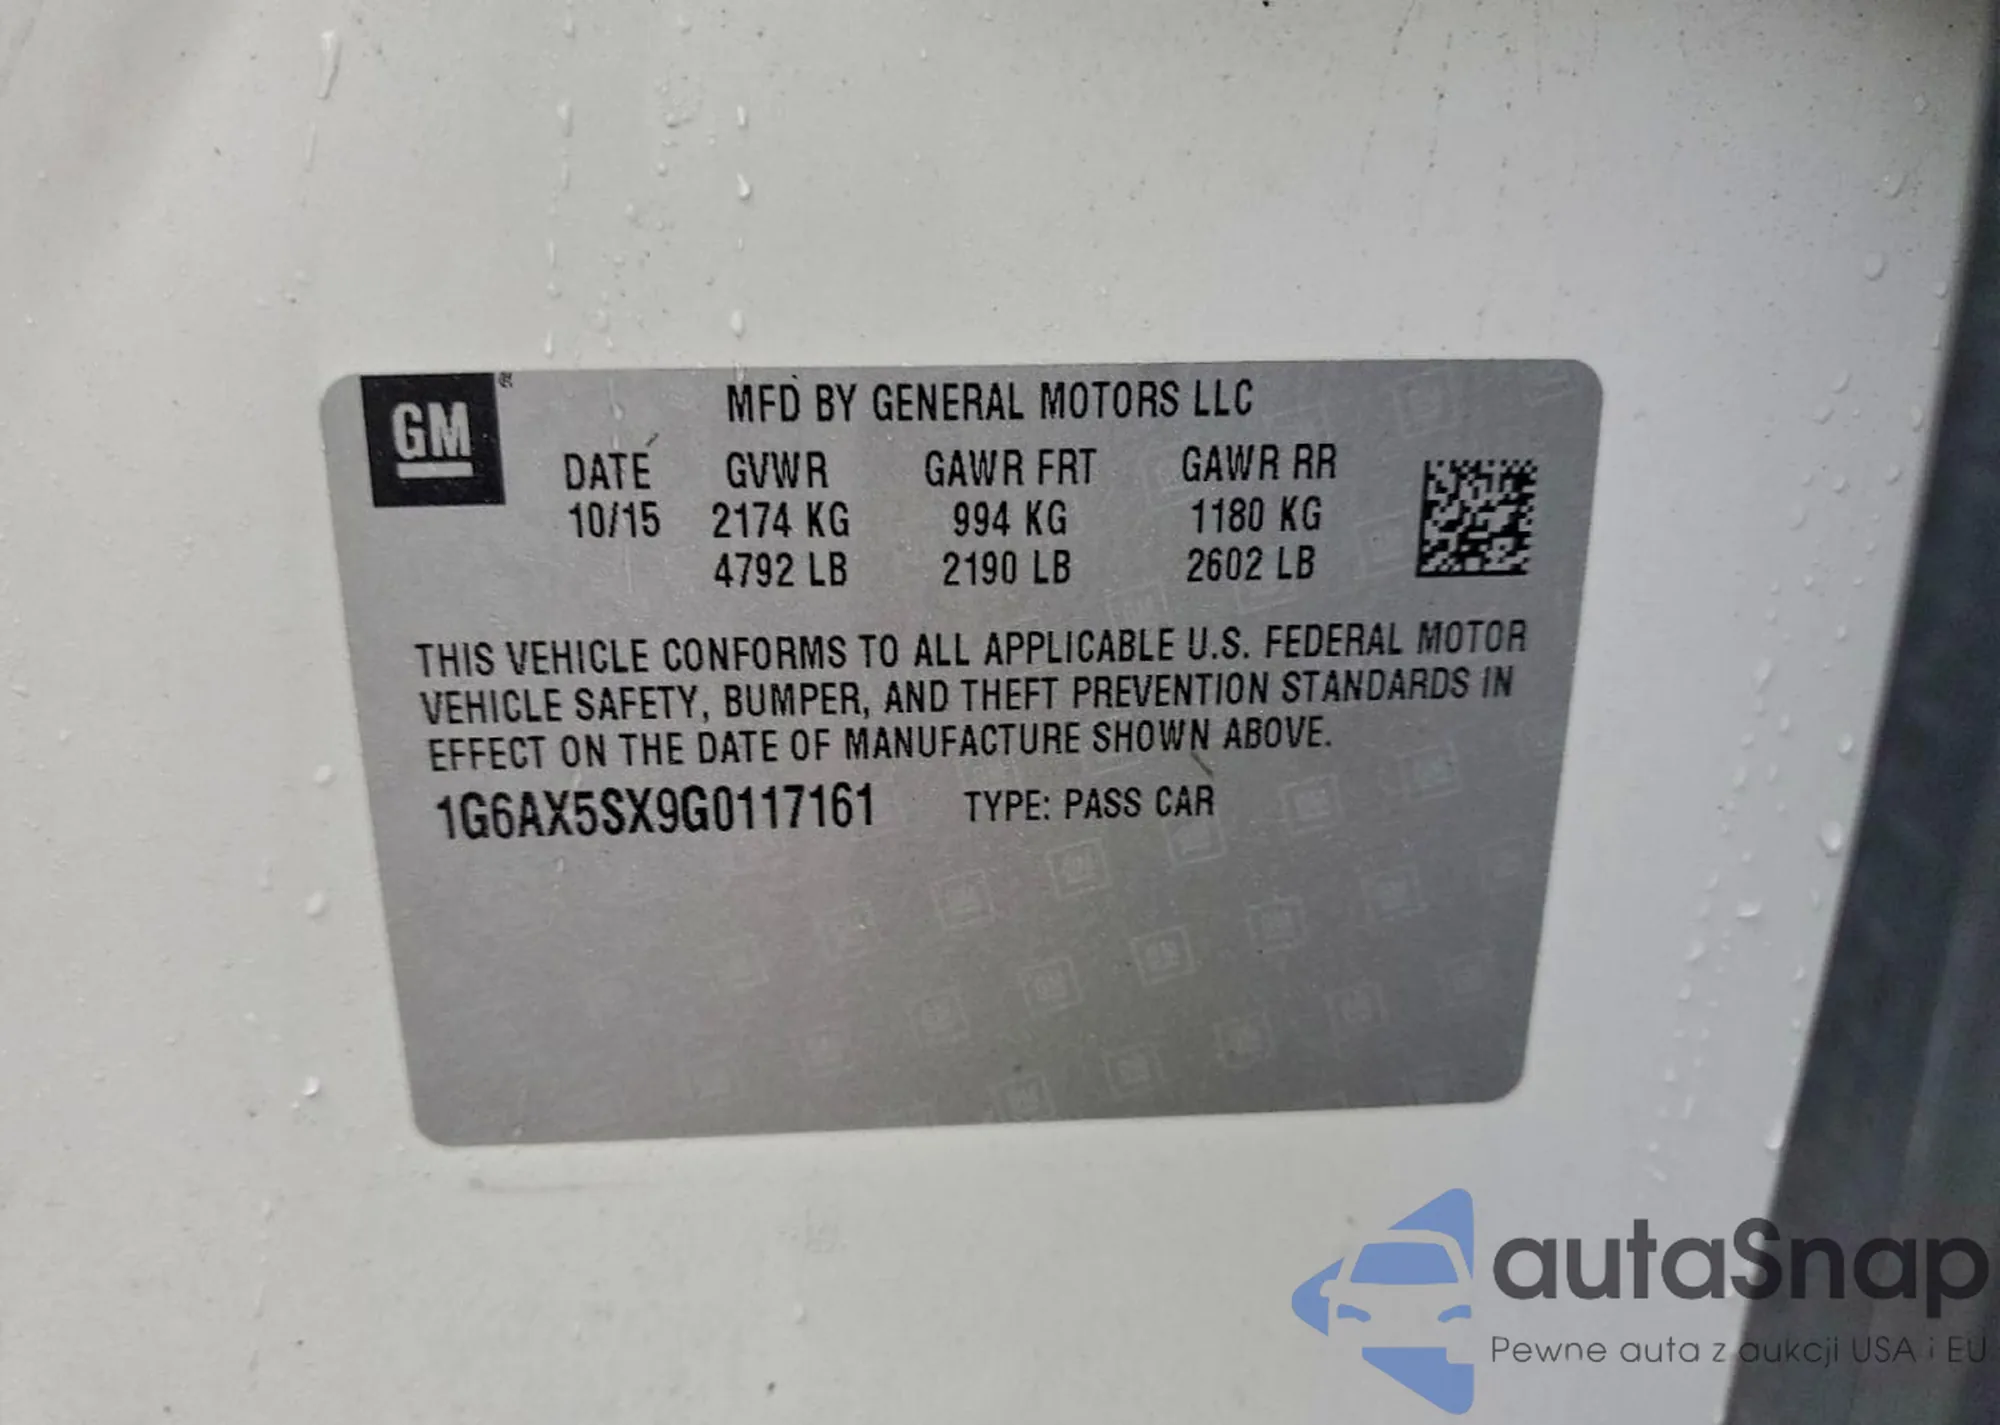 GM ®
MFD BY GENERAL MOTORS LLC
DATE GVWR GAWR FRT GAWR RR
10/15 2174 KG 994 KG 1180 KG
4792 LB 2190 LB 2602 LB
THIS VEHICLE CONFORMS TO ALL APPLICABLE U.S. FEDERAL MOTOR
VEHICLE SAFETY, BUMPER, AND THEFT PREVENTION STANDARDS IN
EFFECT ON THE DATE OF MANUFACTURE SHOWN ABOVE.
1G6AX5SX9G0117161 TYPE: PASS CAR
autaSnap
Pewne auta z aukcji USA i EU